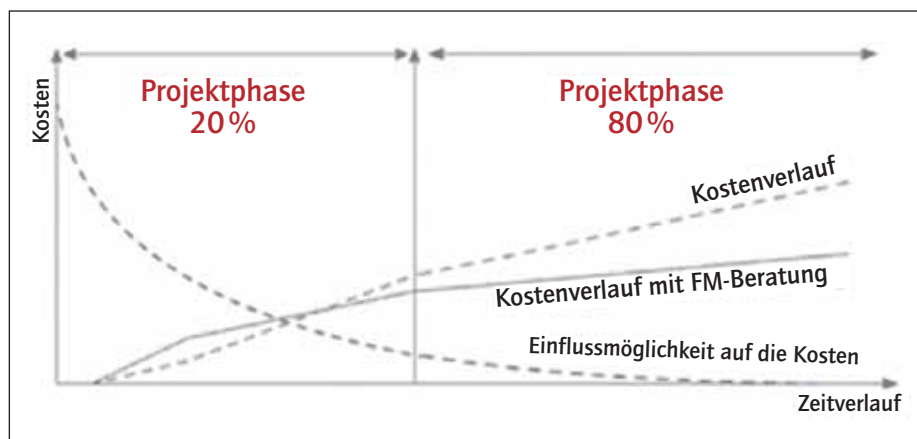 Kosten
Projektphase
20 %
Projektphase
80 %
Kostenverlauf
Kostenverlauf mit FM-Beratung
Einflussmöglichkeit auf die Kosten
Zeitverlauf